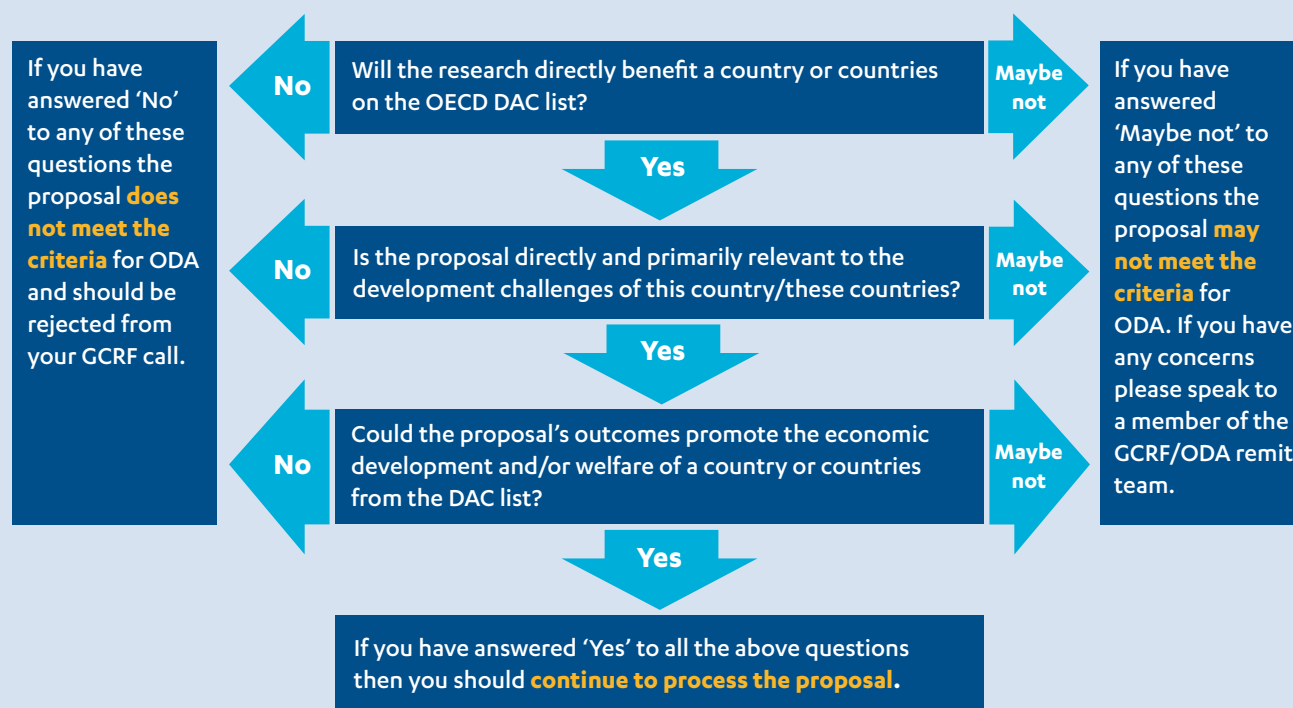 If you have
answered ‘No’
to any of these
questions the
proposal does
not meet the
criteria for ODA
and should be
rejected from
your GCRF call.
No
Will the research directly benefit a country or countries
on the OECD DAC list?
Maybe
not
Yes
No
Is the proposal directly and primarily relevant to the
development challenges of this country/these countries?
Maybe
not
Yes
No
Could the proposal’s outcomes promote the economic
development and/or welfare of a country or countries
from the DAC list?
Maybe
not
Yes
If you have answered ‘Yes’ to all the above questions
then you should continue to process the proposal.
If you have
answered
‘Maybe not’ to
any of these
questions the
proposal may
not meet the
criteria for
ODA. If you have
any concerns
please speak to
a member of the
GCRF/ODA remit
team.